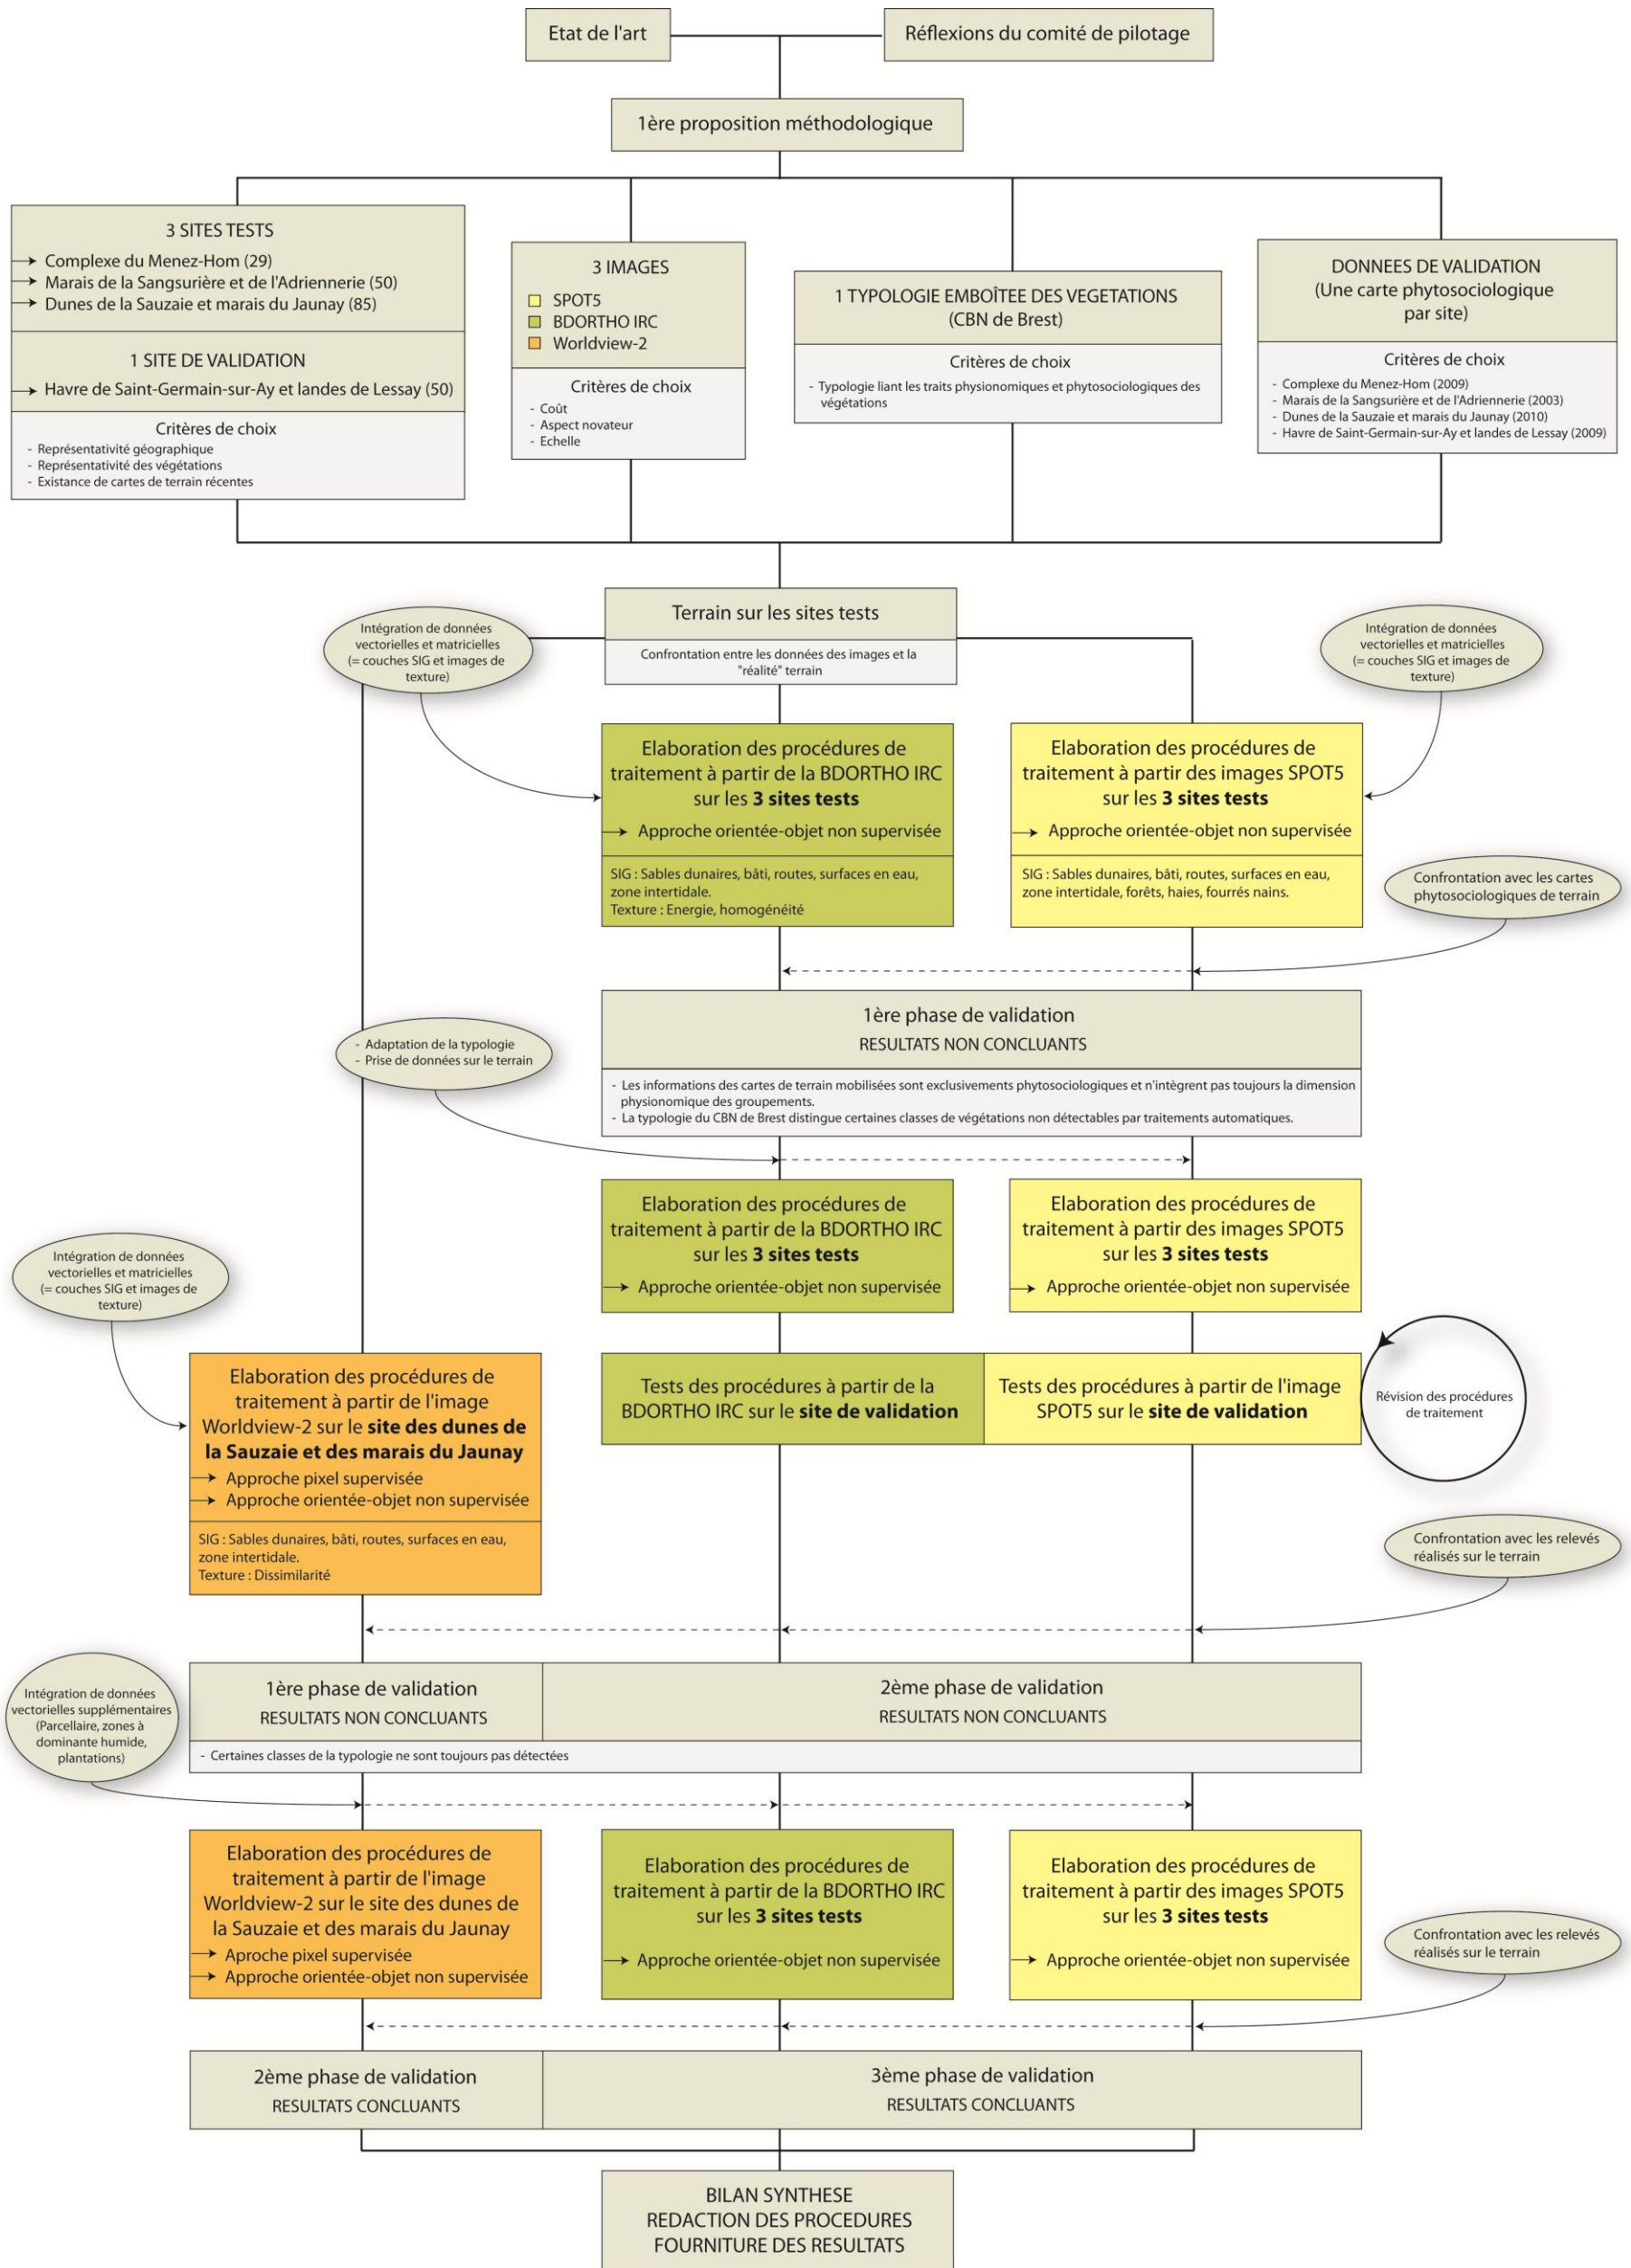 Etat de l'art
Réflexions du comité de pilotage
1ère proposition méthodologique
3 SITES TESTS
Complexe du Menez-Hom (29)
Marais de la Sangsurière et de l'Adriennerie (50)
Dunes de la Sauzaie et marais du Jaunay (85)
1 SITE DE VALIDATION
Havre de Saint-Germain-sur-Ay et landes de Lessay (50)
Critères de choix
- Représentativité géographique
- Représentativité des végétations
- Existance de cartes de terrain récentes
3 IMAGES
SPOT5
BDORTHO IRC
Worldview-2
Critères de choix
- Coût
- Aspect novateur
- Echelle
1 TYPOLOGIE EMBOÎTEE DES VEGETATIONS
(CBN de Brest)
Critères de choix
- Typologie liant les traits physionomiques et phytosociologiques des
végétations
DONNEES DE VALIDATION
(Une carte phytosociologique
par site)
Critères de choix
- Complexe du Menez-Hom (2009)
- Marais de la Sangsurière et de l'Adriennerie (2003)
- Dunes de la Sauzaie et marais du Jaunay (2010)
- Havre de Saint-Germain-sur-Ay et landes de Lessay (2009)
Terrain sur les sites tests
Confrontation entre les données des images et la
"réalité" terrain
Intégration de données
vectorielles et matricielles
(= couches SIG et images de
texture)
Intégration de données
vectorielles et matricielles
(= couches SIG et images de
texture)
Elaboration des procédures de
traitement à partir de la BDORTHO IRC
sur les 3 sites tests
Approche orientée-objet non supervisée
SIG : Sables dunaires, bâti, routes, surfaces en eau,
zone intertidale.
Texture : Energie, homogénéité
Elaboration des procédures de
traitement à partir des images SPOT5
sur les 3 sites tests
Approche orientée-objet non supervisée
SIG : Sables dunaires, bâti, routes, surfaces en eau,
zone intertidale, forêts, haies, fourrés nains.
Confrontation avec les cartes
phytosociologiques de terrain
1ère phase de validation
RESULTATS NON CONCLUANTS
- Les informations des cartes de terrain mobilisées sont exclusivements phytosociologiques et n'intègrent pas toujours la dimension
physionomique des groupements.
- La typologie du CBN de Brest distingue certaines classes de végétations non détectables par traitements automatiques.
- Adaptation de la typologie
- Prise de données sur le terrain
Elaboration des procédures de
traitement à partir de la BDORTHO IRC
sur les 3 sites tests
Approche orientée-objet non supervisée
Elaboration des procédures de
traitement à partir des images SPOT5
sur les 3 sites tests
Approche orientée-objet non supervisée
Intégration de données
vectorielles et matricielles
(= couches SIG et images de
texture)
Elaboration des procédures de
traitement à partir de l'image
Worldview-2 sur le site des dunes de
la Sauzaie et des marais du Jaunay
Approche pixel supervisée
Approche orientée-objet non supervisée
SIG : Sables dunaires, bâti, routes, surfaces en eau,
zone intertidale.
Texture : Dissimilarité
Tests des procédures à partir de la
BDORTHO IRC sur le site de validation
Tests des procédures à partir de l'image
SPOT5 sur le site de validation
Révision des procédures
de traitement
Confrontation avec les relevés
réalisés sur le terrain
1ère phase de validation
RESULTATS NON CONCLUANTS
2ème phase de validation
RESULTATS NON CONCLUANTS
- Certaines classes de la typologie ne sont toujours pas détectées
Intégration de données
vectorielles supplémentaires
(Parcellaire, zones à
dominante humide,
plantations)
Elaboration des procédures de
traitement à partir de l'image
Worldview-2 sur le site des dunes de
la Sauzaie et des marais du Jaunay
Aproche pixel supervisée
Approche orientée-objet non supervisée
Elaboration des procédures de
traitement à partir de la BDORTHO IRC
sur les 3 sites tests
Approche orientée-objet non supervisée
Elaboration des procédures de
traitement à partir des images SPOT5
sur les 3 sites tests
Approche orientée-objet non supervisée
Confrontation avec les relevés
réalisés sur le terrain
2ème phase de validation
RESULTATS CONCLUANTS
3ème phase de validation
RESULTATS CONCLUANTS
BILAN SYNTHESE
REDACTION DES PROCEDURES
FOURNITURE DES RESULTATS